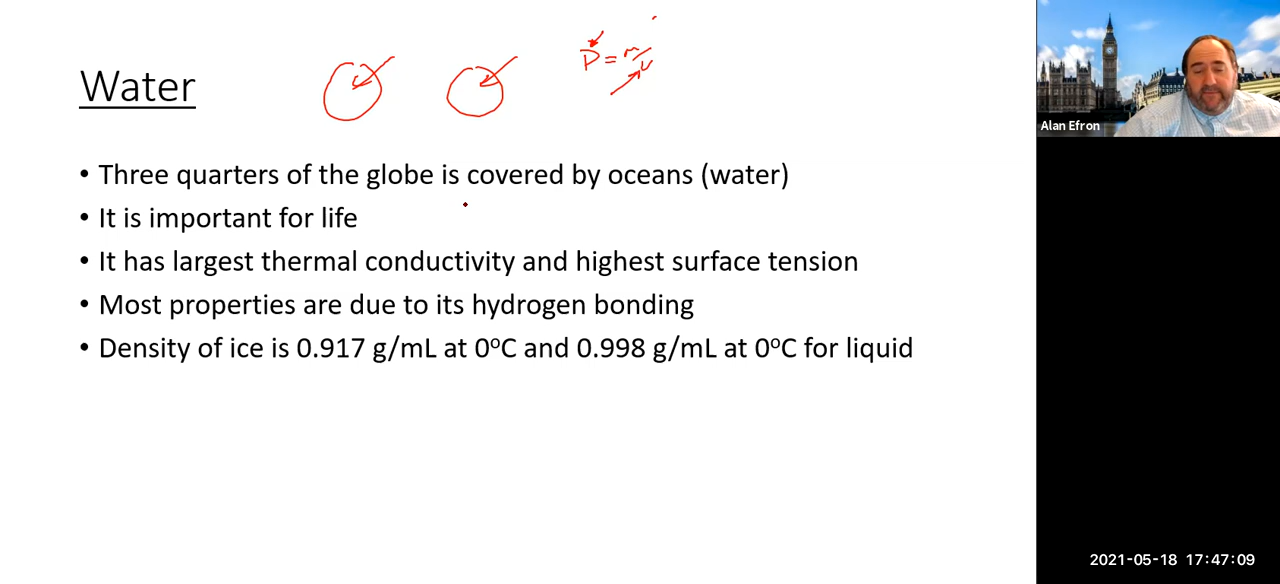 D = m/v
Water
• Three quarters of the globe is covered by oceans (water)
• It is important for life
• It has largest thermal conductivity and highest surface tension
• Most properties are due to its hydrogen bonding
• Density of ice is 0.917 g/mL at 0°C and 0.998 g/mL at 0°C for liquid
Alan Efron
2021-05-18 17:47:09